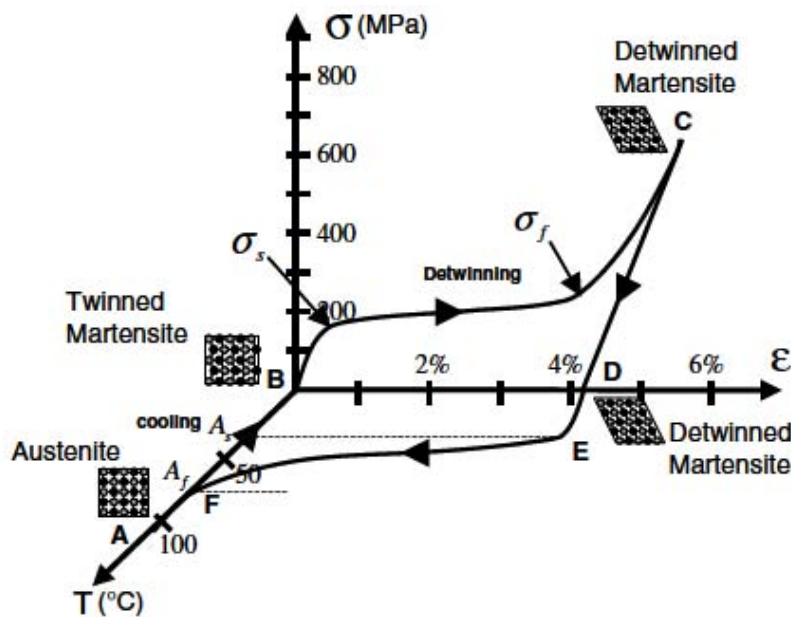 σ (MPa)
Detwinned
Martensite
800
C
600
σf
400
σs
Detwinning
Twinned
Martensite
200
2%
4%
D
6%
ε
B
cooling
As
Austenite
Af
50
E
Detwinned
Martensite
F
A
100
T (°C)